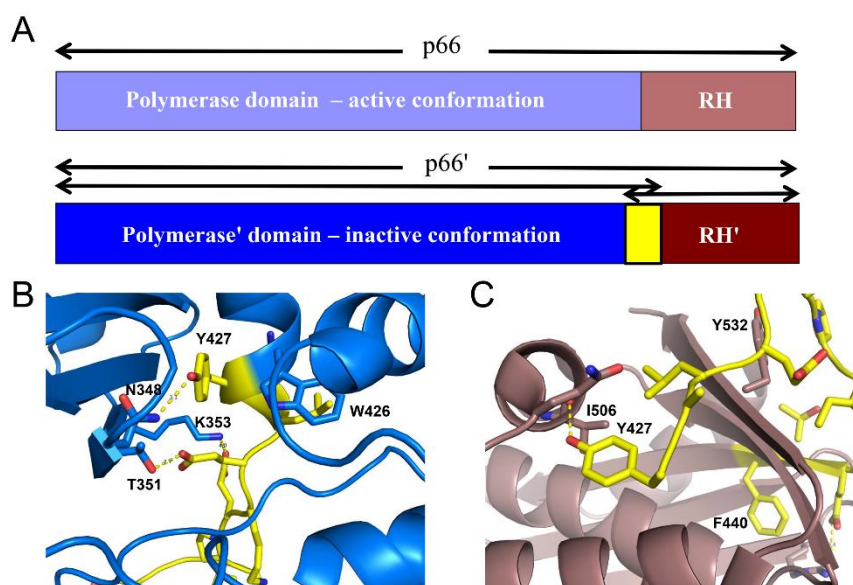 A
p66
Polymerase domain – active conformation
RH
p66'
Polymerase' domain – inactive conformation
RH'
B
Y427
N348
K353
W426
T351
C
Y532
I506
Y427
F440